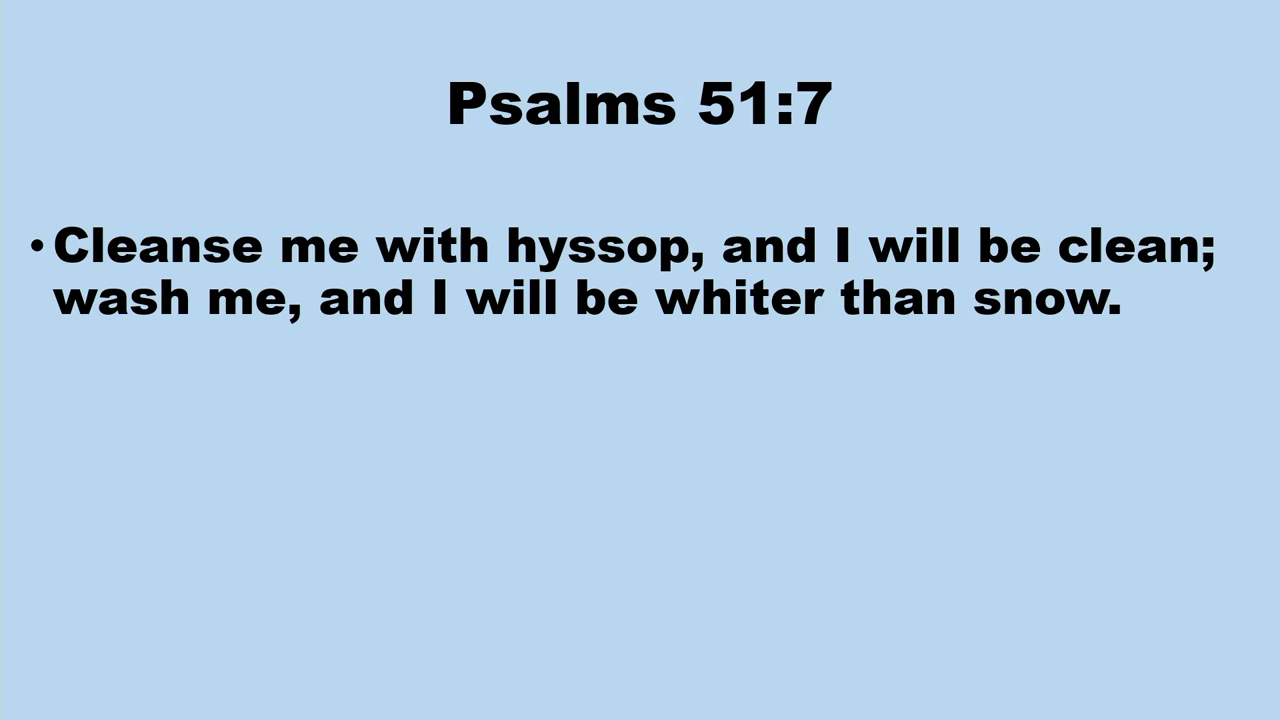 Psalms 51:7
• Cleanse me with hyssop, and I will be clean;
wash me, and I will be whiter than snow.